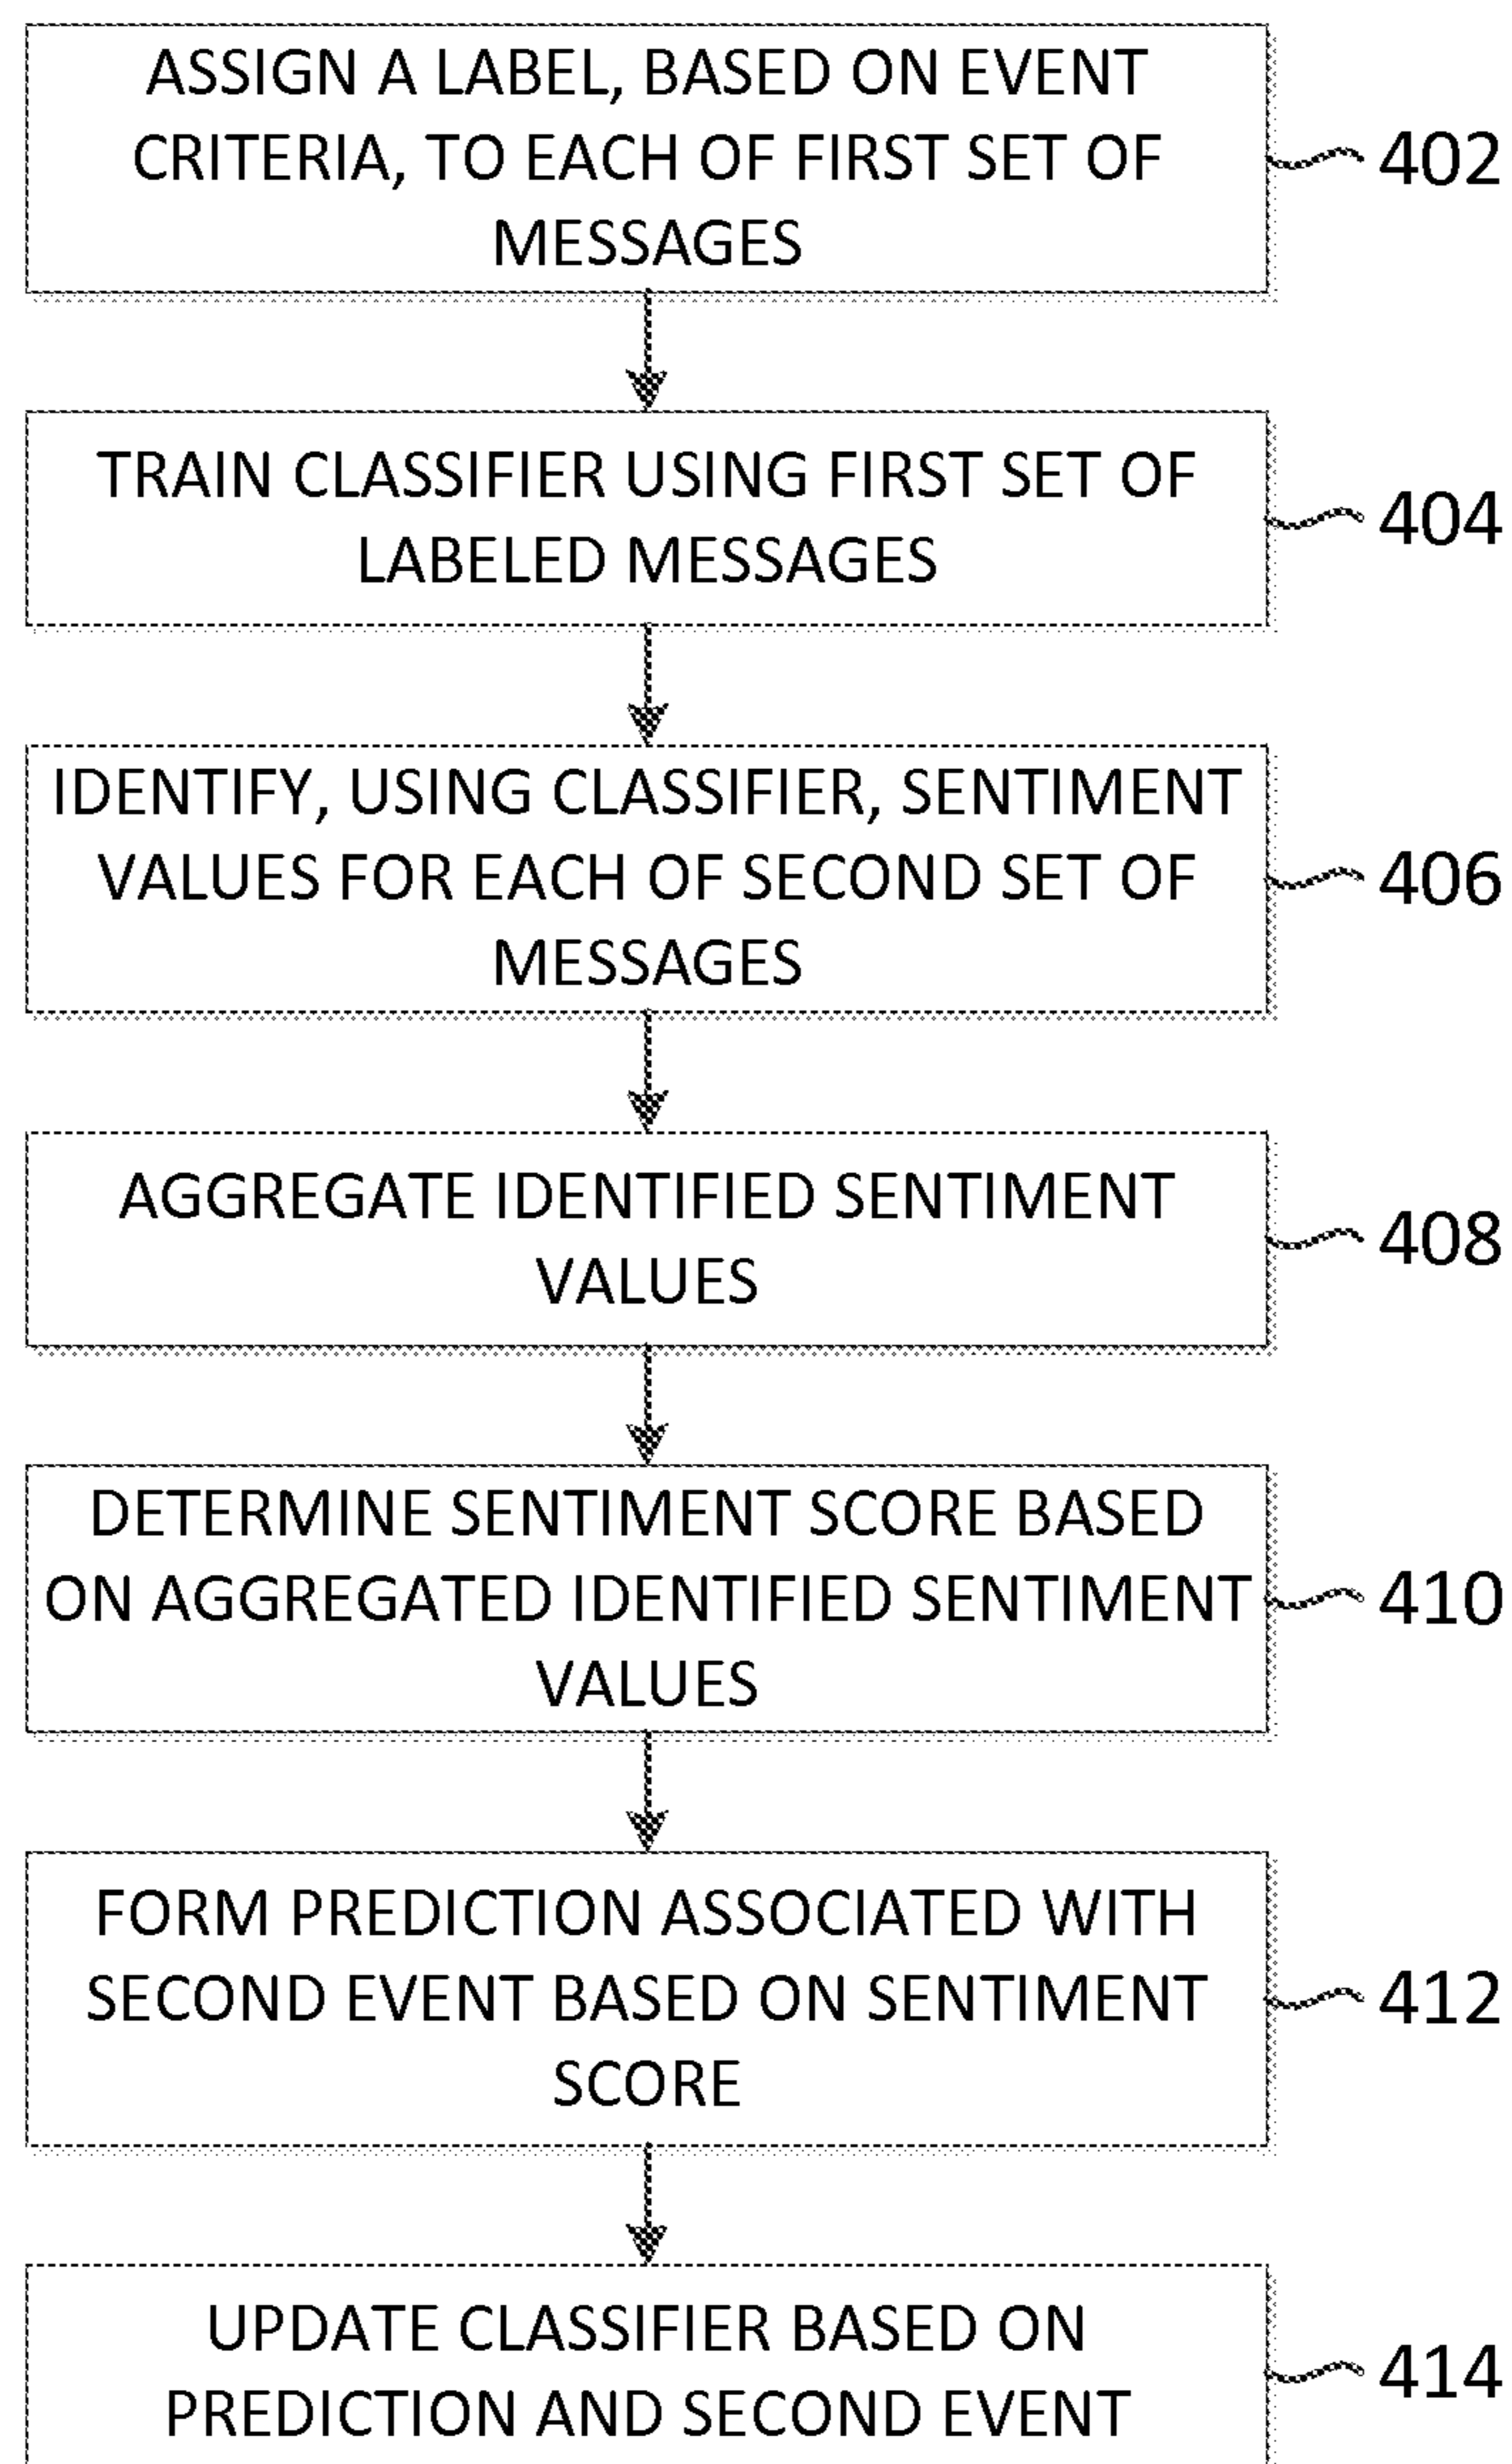 ASSIGN A LABEL, BASED ON EVENT
CRITERIA, TO EACH OF FIRST SET OF
MESSAGES
402
TRAIN CLASSIFIER USING FIRST SET OF
LABELED MESSAGES
404
IDENTIFY, USING CLASSIFIER, SENTIMENT
VALUES FOR EACH OF SECOND SET OF
MESSAGES
406
AGGREGATE IDENTIFIED SENTIMENT
VALUES
408
DETERMINE SENTIMENT SCORE BASED
ON AGGREGATED IDENTIFIED SENTIMENT
VALUES
410
FORM PREDICTION ASSOCIATED WITH
SECOND EVENT BASED ON SENTIMENT
SCORE
412
UPDATE CLASSIFIER BASED ON
PREDICTION AND SECOND EVENT
414